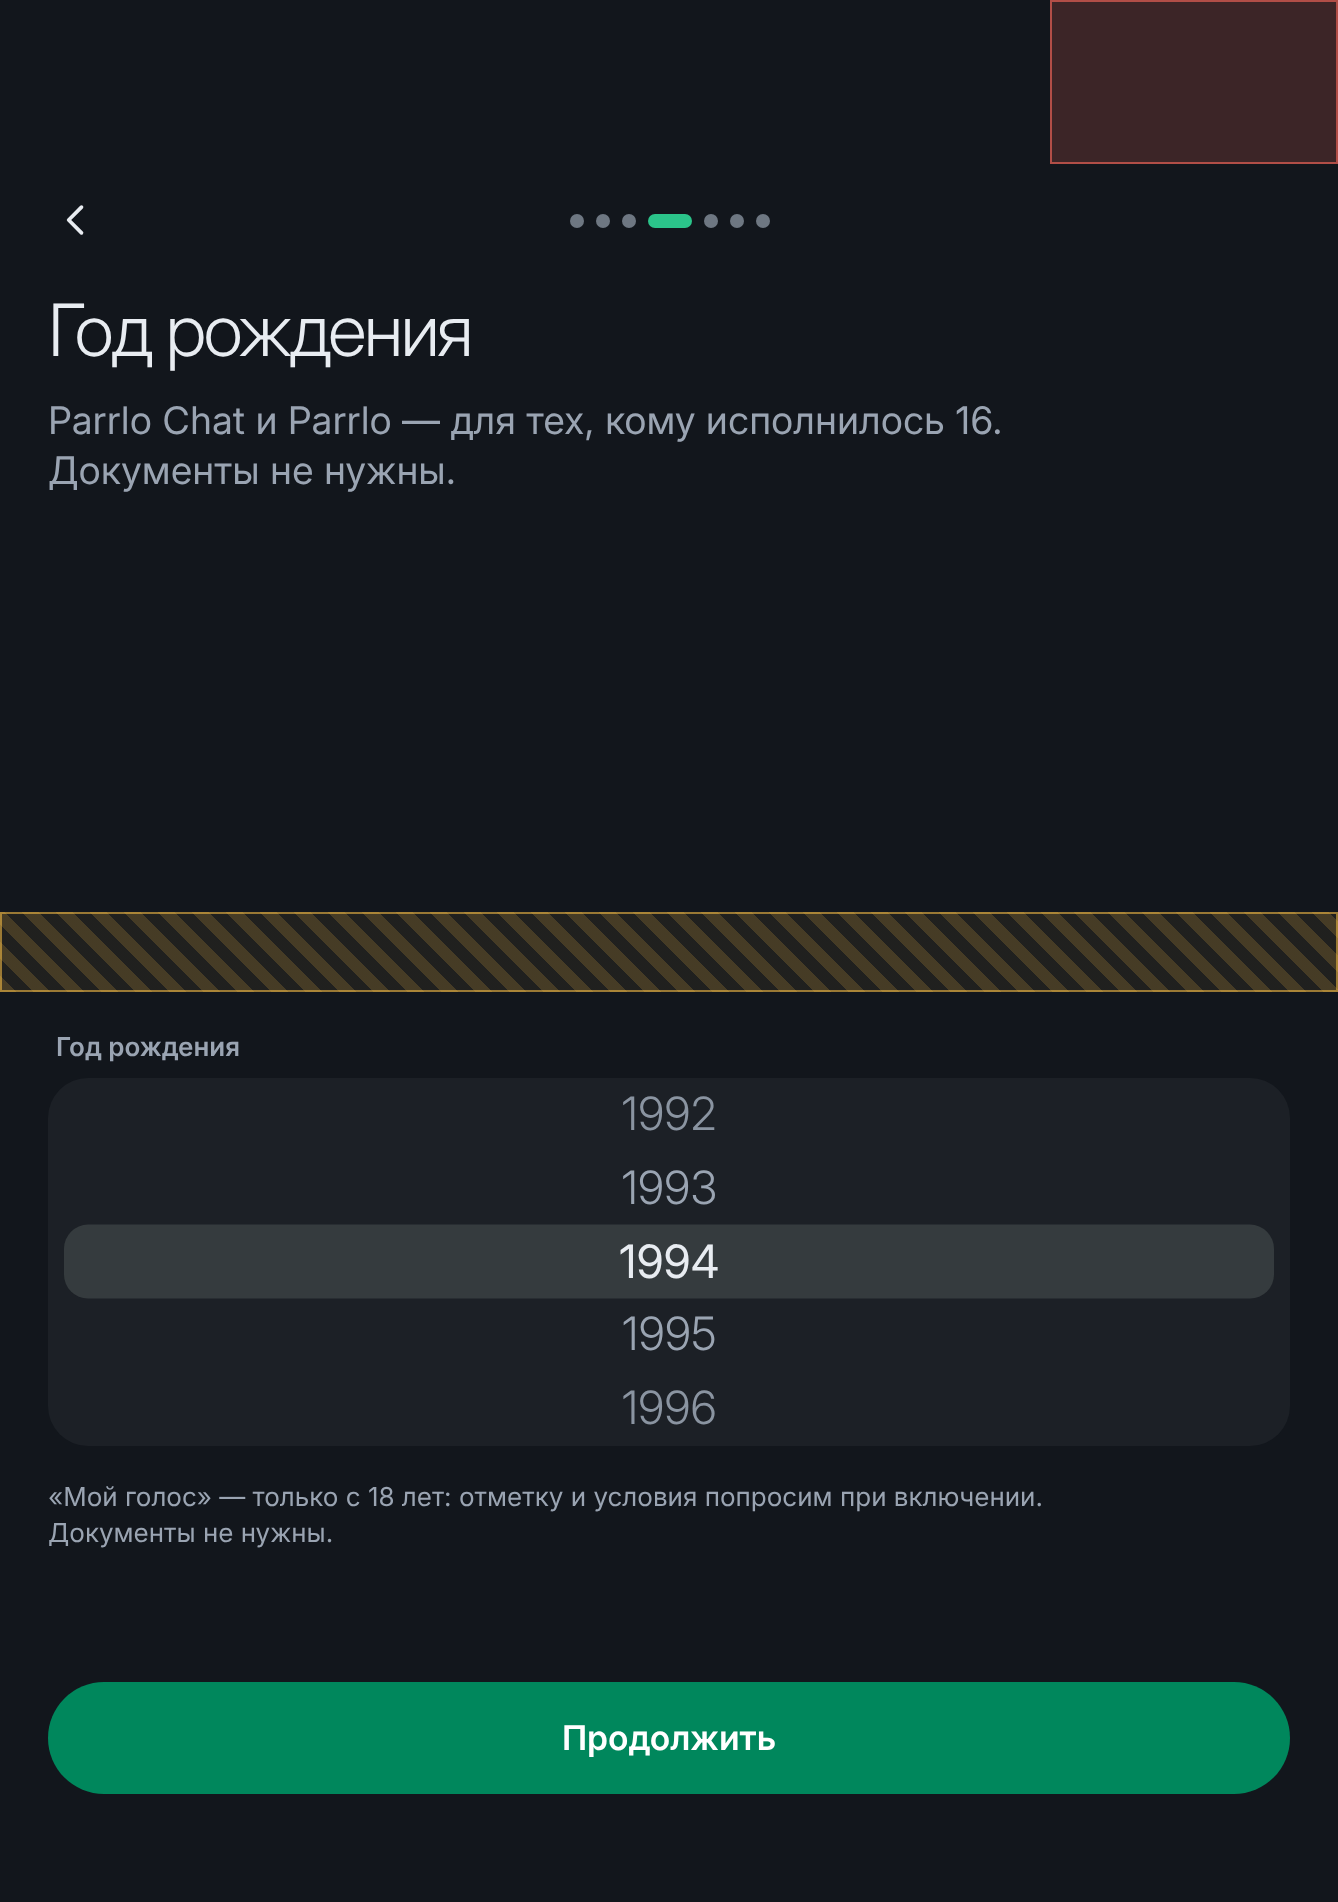 Год рождения
Parrlo Chat и Parrlo — для тех, кому исполнилось 16.
Документы не нужны.
Год рождения
1992
1993
1994
1995
1996
«Мой голос» — только с 18 лет: отметку и условия попросим при включении.
Документы не нужны.
Продолжить